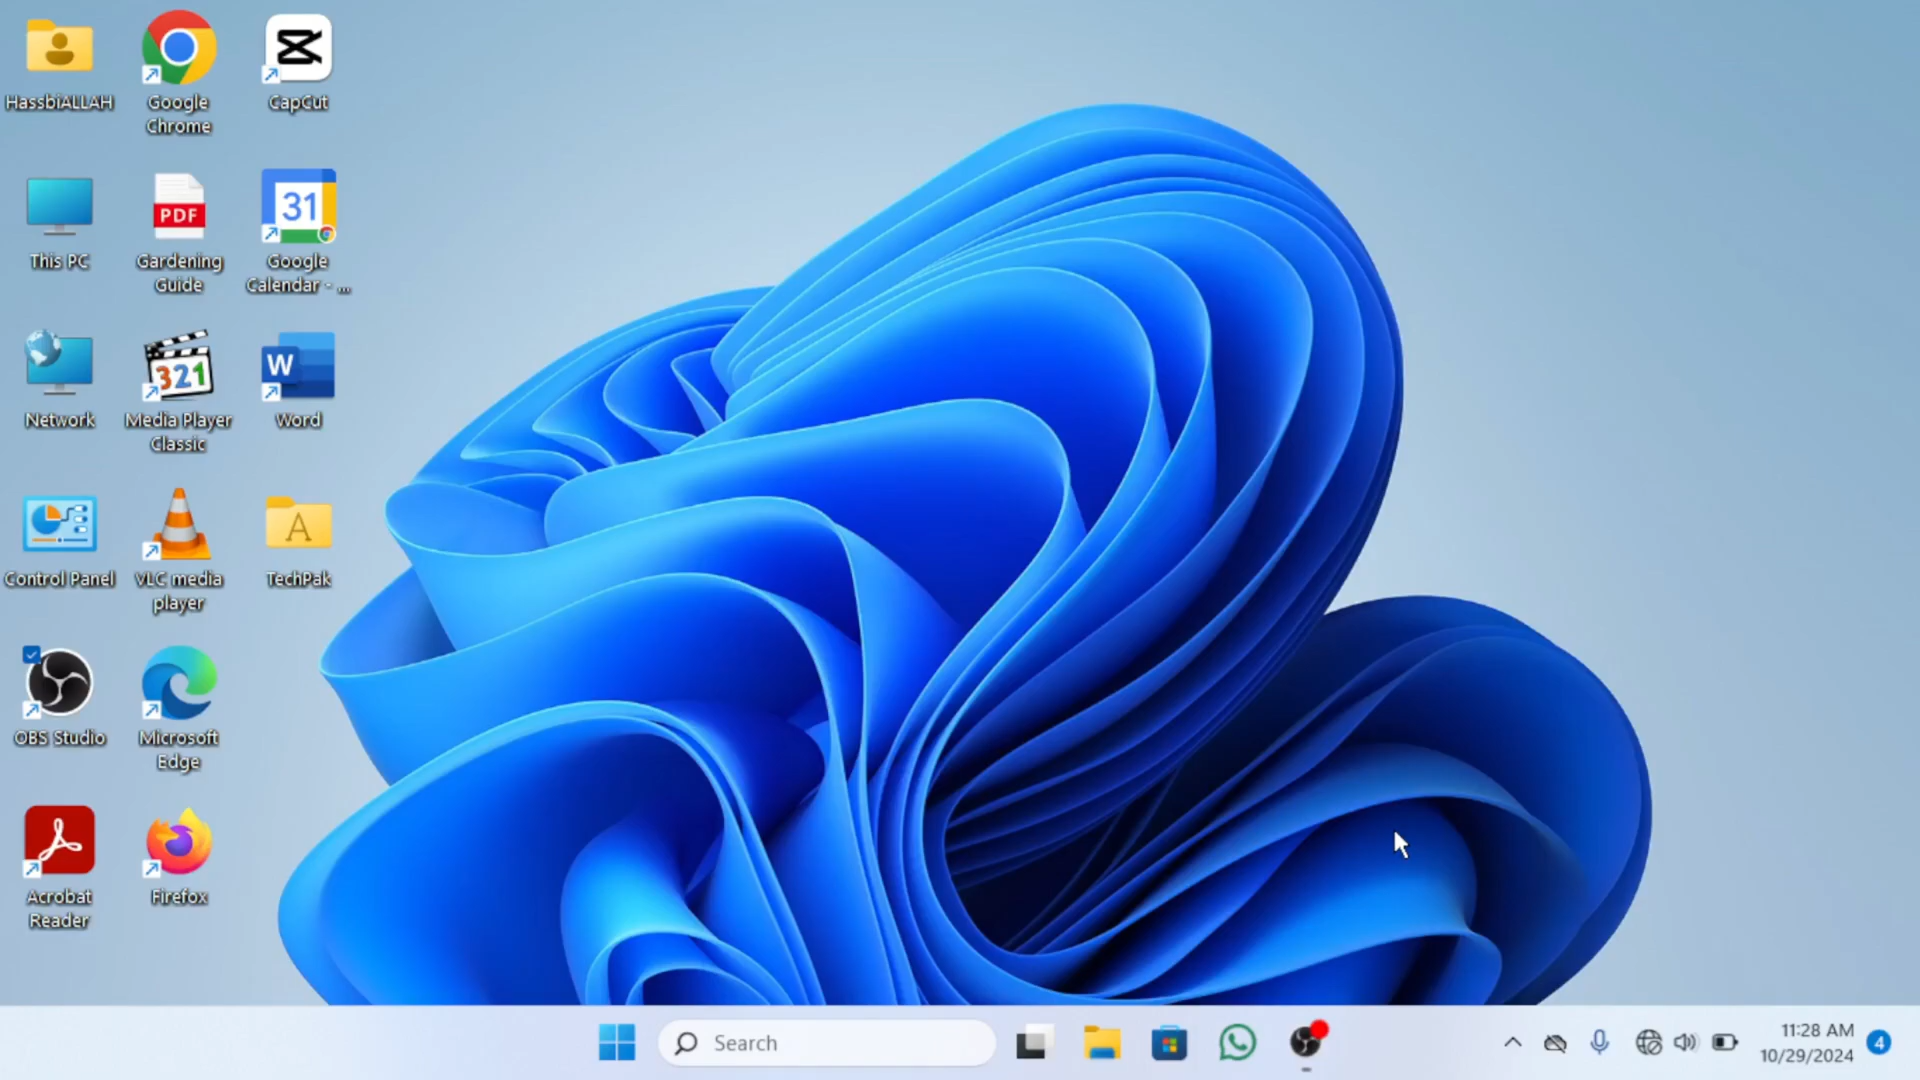 HassbiALLAH
Google
Chrome
CapCut
This PC
PDF
Gardening
Guide
31
Google
Calendar - ...
Network
321
Media Player
Classic
W
Word
Control Panel
VLC media
player
A
TechPak
OBS Studio
Microsoft
Edge
Acrobat
Reader
Firefox
Search
11:28 AM
10/29/2024
4